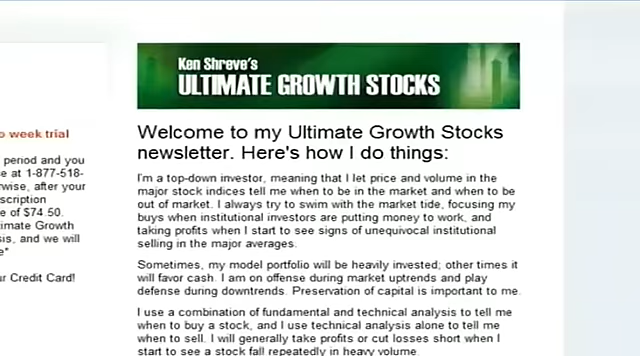 Ken Shreve's
ULTIMATE GROWTH STOCKS
Welcome to my Ultimate Growth Stocks
newsletter. Here's how I do things:
I'm a top-down investor, meaning that I let price and volume in the
major stock indices tell me when to be in the market and when to be
out of market. I always try to swim with the market tide, focusing my
buys when institutional investors are putting money to work, and
taking profits when I start to see signs of unequivocal institutional
selling in the major averages.
Sometimes, my model portfolio will be heavily invested; other times it
will favor cash. I am on offense during market uptrends and play
defense during downtrends. Preservation of capital is important to me.
I use a combination of fundamental and technical analysis to tell me
when to buy a stock, and I use technical analysis alone to tell me
when to sell. I will generally take profits or cut losses short when I
start to see a stock fall repeatedly in heavy volume.
o week trial
period and you
e at 1-877-518-
rwise, after your
scription
e of $74.50.
timate Growth
sis, and we will
e"
ur Credit Card!